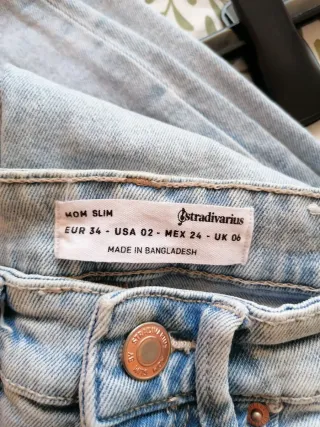 MOM SLIM
stradivarius
EUR 34 - USA 02 - MEX 24 - UK 06
MADE IN BANGLADESH